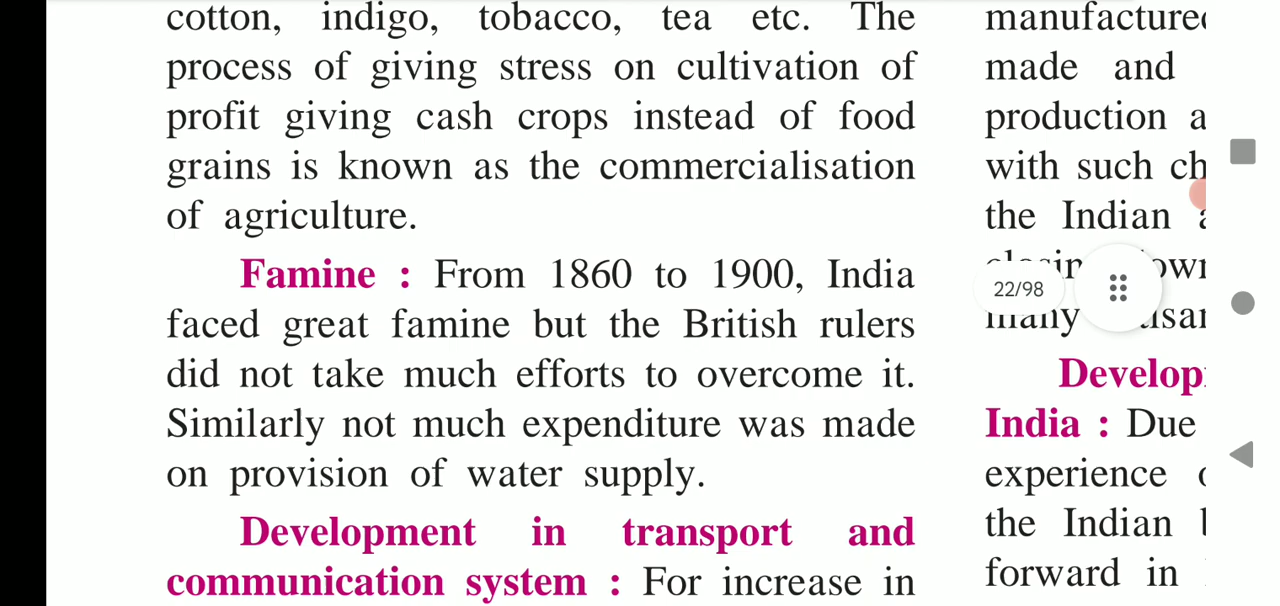 cotton, indigo, tobacco, tea etc. The
process of giving stress on cultivation of
profit giving cash crops instead of food
grains is known as the commercialisation
of agriculture.
Famine : From 1860 to 1900, India
faced great famine but the British rulers
did not take much efforts to overcome it.
Similarly not much expenditure was made
on provision of water supply.
Development in transport and
communication system : For increase in
made and
production a
with such ch
the Indian
many
Develop
India : Due
experience
the Indian
forward in
22/98